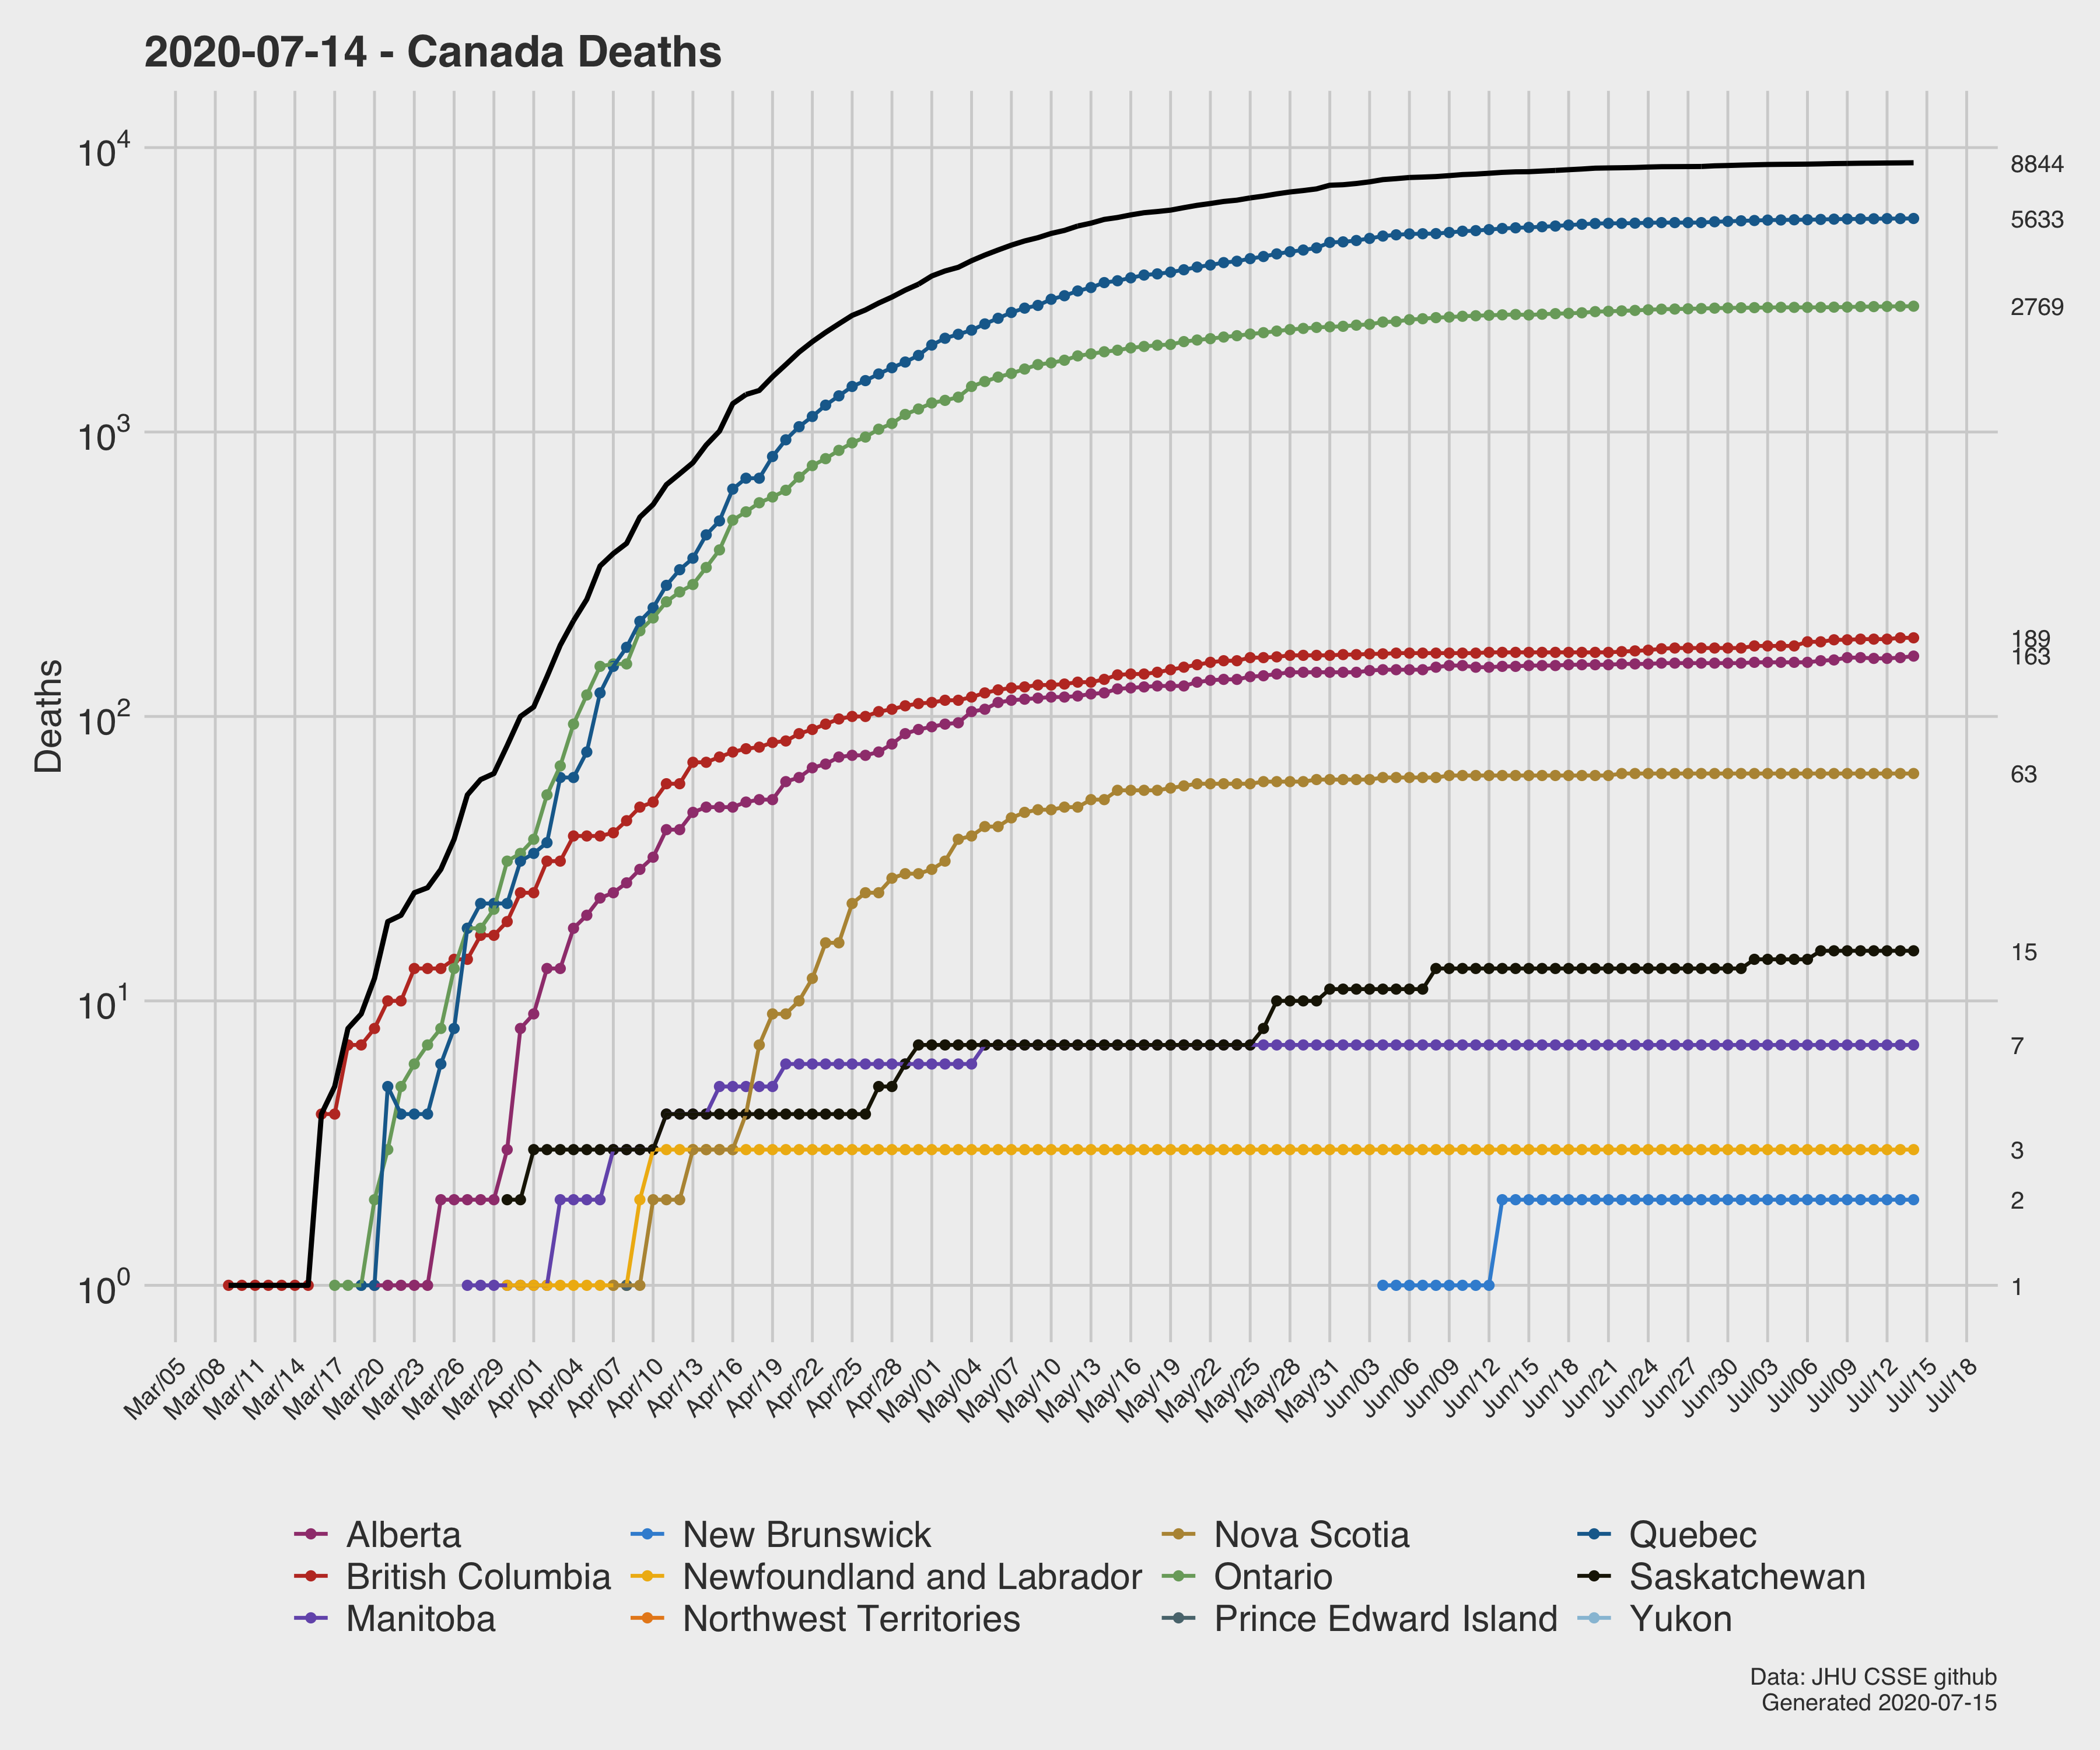 2020-07-14 - Canada Deaths
10^4
10^3
10^2
10^1
10^0
Deaths
8844
5633
2769
189
163
63
15
7
3
2
1
Mar/05 Mar/08 Mar/11 Mar/14 Mar/17 Mar/20 Mar/23 Mar/26 Mar/29 Apr/01 Apr/04 Apr/07 Apr/10 Apr/13 Apr/16 Apr/19 Apr/22 Apr/25 Apr/28 May/01 May/04 May/07 May/10 May/13 May/16 May/19 May/22 May/25 May/28 May/31 Jun/03 Jun/06 Jun/09 Jun/12 Jun/15 Jun/18 Jun/21 Jun/24 Jun/27 Jun/30 Jul/03 Jul/06 Jul/09 Jul/12 Jul/15 Jul/18
Alberta New Brunswick Nova Scotia Quebec
British Columbia Newfoundland and Labrador Ontario Saskatchewan
Manitoba Northwest Territories Prince Edward Island Yukon
Data: JHU CSSE github
Generated 2020-07-15